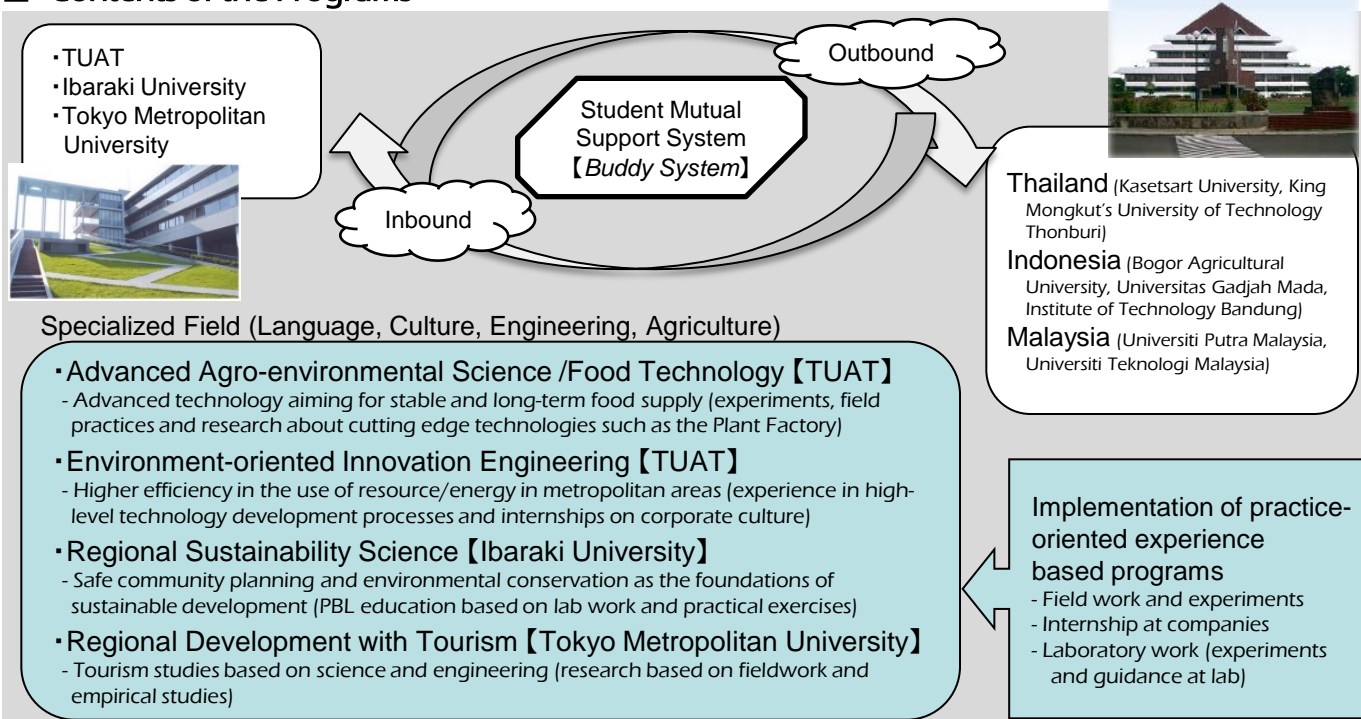 Contents of the Programs
・TUAT
・Ibaraki University
・Tokyo Metropolitan
University
Outbound
Student Mutual
Support System
【Buddy System】
Inbound
Thailand (Kasetsart University, King
Mongkut's University of Technology
Thonburi)
Indonesia (Bogor Agricultural
University, Universitas Gadjah Mada,
Institute of Technology Bandung)
Malaysia (Universiti Putra Malaysia,
Universiti Teknologi Malaysia)
Specialized Field (Language, Culture, Engineering, Agriculture)
・Advanced Agro-environmental Science /Food Technology【TUAT】
- Advanced technology aiming for stable and long-term food supply (experiments, field
practices and research about cutting edge technologies such as the Plant Factory)
・Environment-oriented Innovation Engineering【TUAT】
- Higher efficiency in the use of resource/energy in metropolitan areas (experience in high-
level technology development processes and internships on corporate culture)
・Regional Sustainability Science【Ibaraki University】
- Safe community planning and environmental conservation as the foundations of
sustainable development (PBL education based on lab work and practical exercises)
・Regional Development with Tourism【Tokyo Metropolitan University】
- Tourism studies based on science and engineering (research based on fieldwork and
empirical studies)
Implementation of practice-
oriented experience
based programs
- Field work and experiments
- Internship at companies
- Laboratory work (experiments
and guidance at lab)